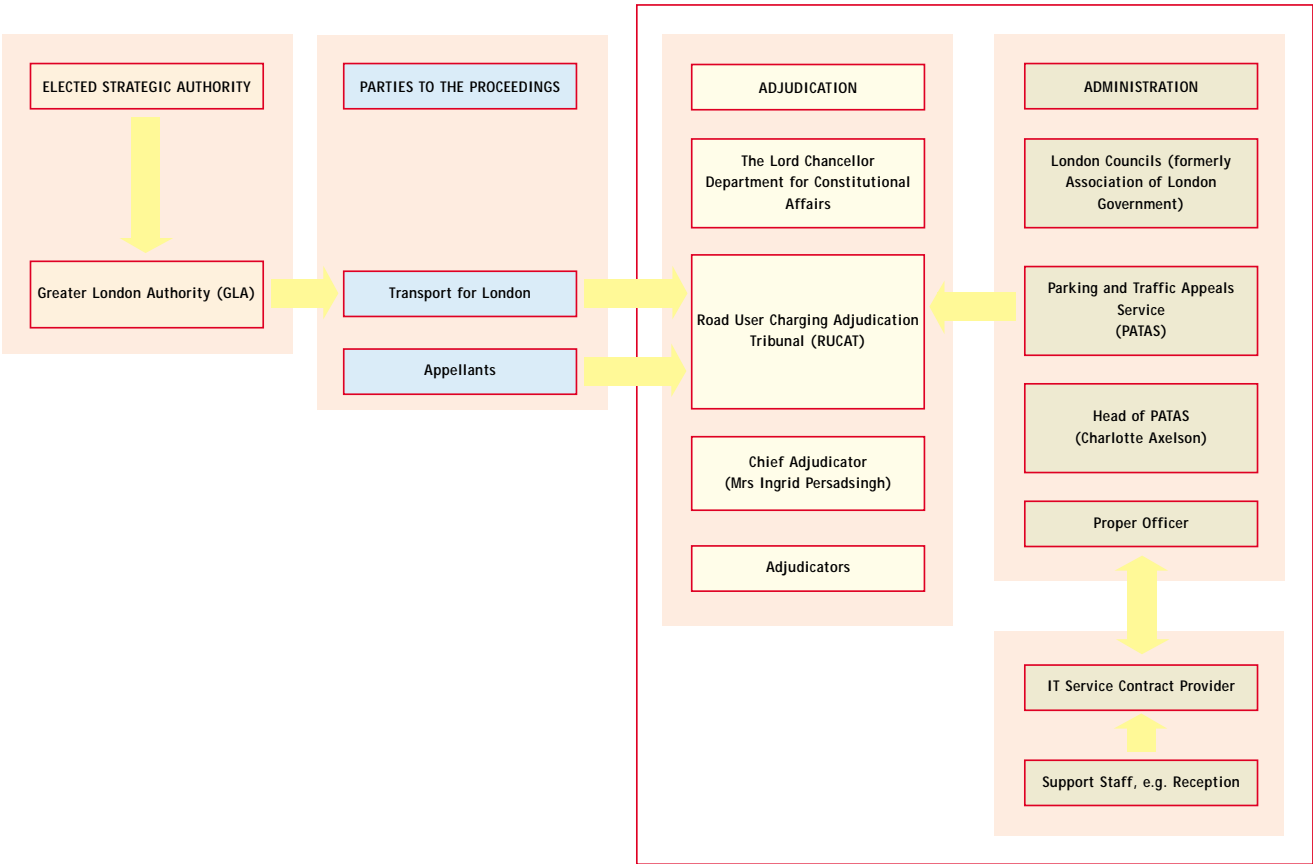 ELECTED STRATEGIC AUTHORITY
Greater London Authority (GLA)
PARTIES TO THE PROCEEDINGS
Transport for London
Appellants
ADJUDICATION
The Lord Chancellor
Department for Constitutional
Affairs
Road User Charging Adjudication
Tribunal (RUCAT)
Chief Adjudicator
(Mrs Ingrid Persadsingh)
Adjudicators
ADMINISTRATION
London Councils (formerly
Association of London
Government)
Parking and Traffic Appeals
Service
(PATAS)
Head of PATAS
(Charlotte Axelson)
Proper Officer
IT Service Contract Provider
Support Staff, e.g. Reception